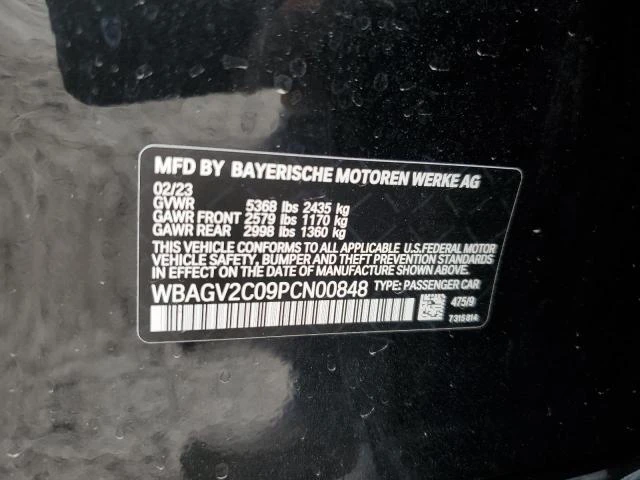 MFD BY BAYERISCHE MOTOREN WERKE AG
02/23
GVWR 5368 lbs 2435 kg
GAWR FRONT 2579 lbs 1170 kg
GAWR REAR 2998 lbs 1360 kg
THIS VEHICLE CONFORMS TO ALL APPLICABLE U.S. FEDERAL MOTOR
VEHICLE SAFETY, BUMPER AND THEFT PREVENTION STANDARDS
IN EFFECT ON THE DATE OF MANUFACTURE SHOWN ABOVE.
WBAGV2C09PCN00848 TYPE: PASSENGER CAR
475/9
7315814